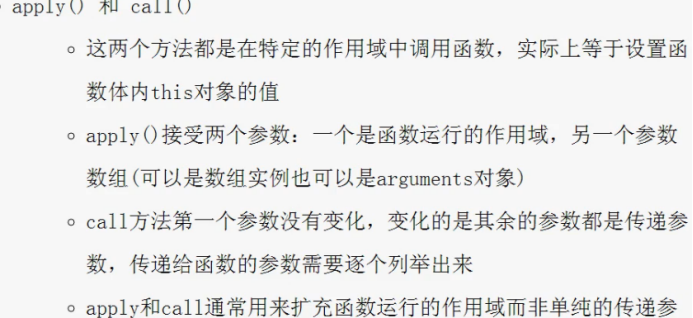 apply() 和 call()
这两个方法都是在特定的作用域中调用函数，实际上等于设置函
数体内this对象的值
apply()接受两个参数：一个是函数运行的作用域，另一个参数
数组(可以是数组实例也可以是arguments对象)
call方法第一个参数没有变化，变化的是其余的参数都是传递参
数，传递给函数的参数需要逐个列举出来
apply和call通常用来扩充函数运行的作用域而非单纯的传递参